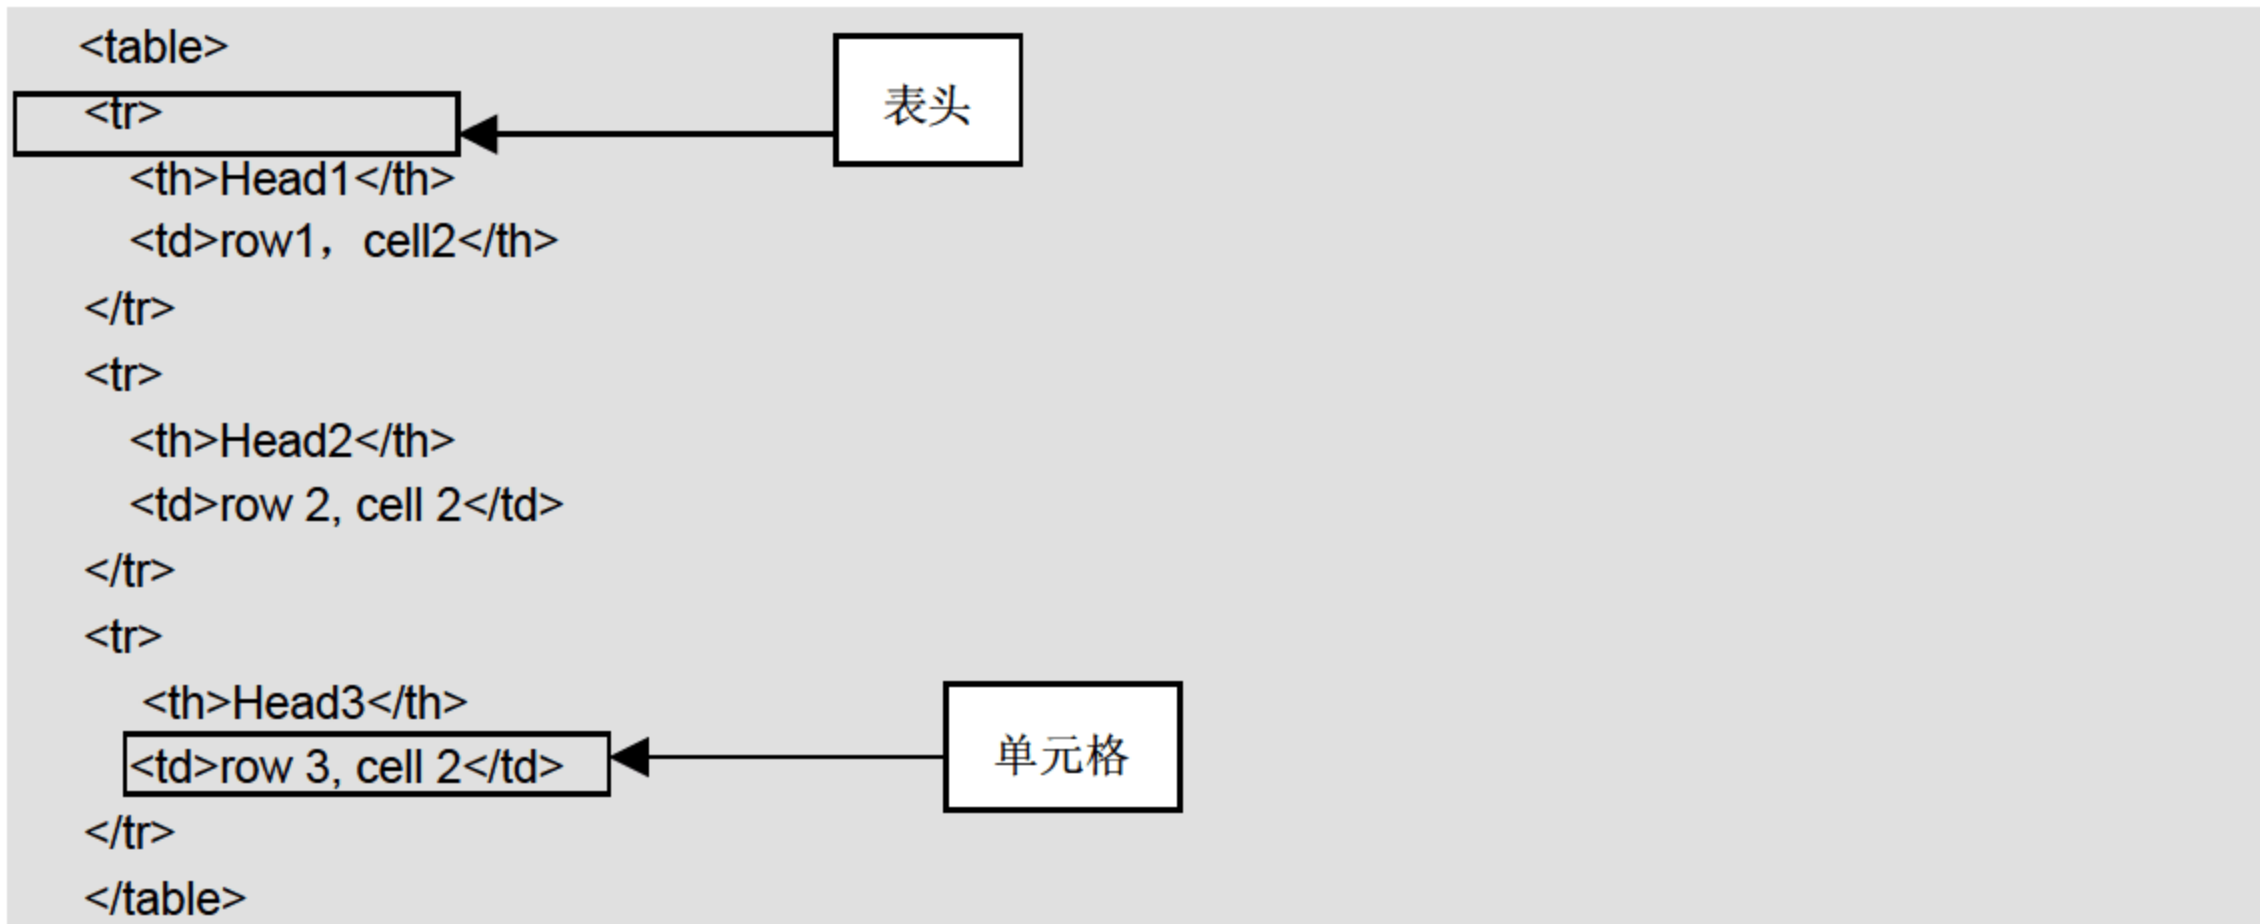 <table>
<tr>
表头
<th>Head1</th>
<td>row1，cell2</th>
</tr>
<tr>
<th>Head2</th>
<td>row 2, cell 2</td>
</tr>
<tr>
<th>Head3</th>
<td>row 3, cell 2</td>
单元格
</tr>
</table>